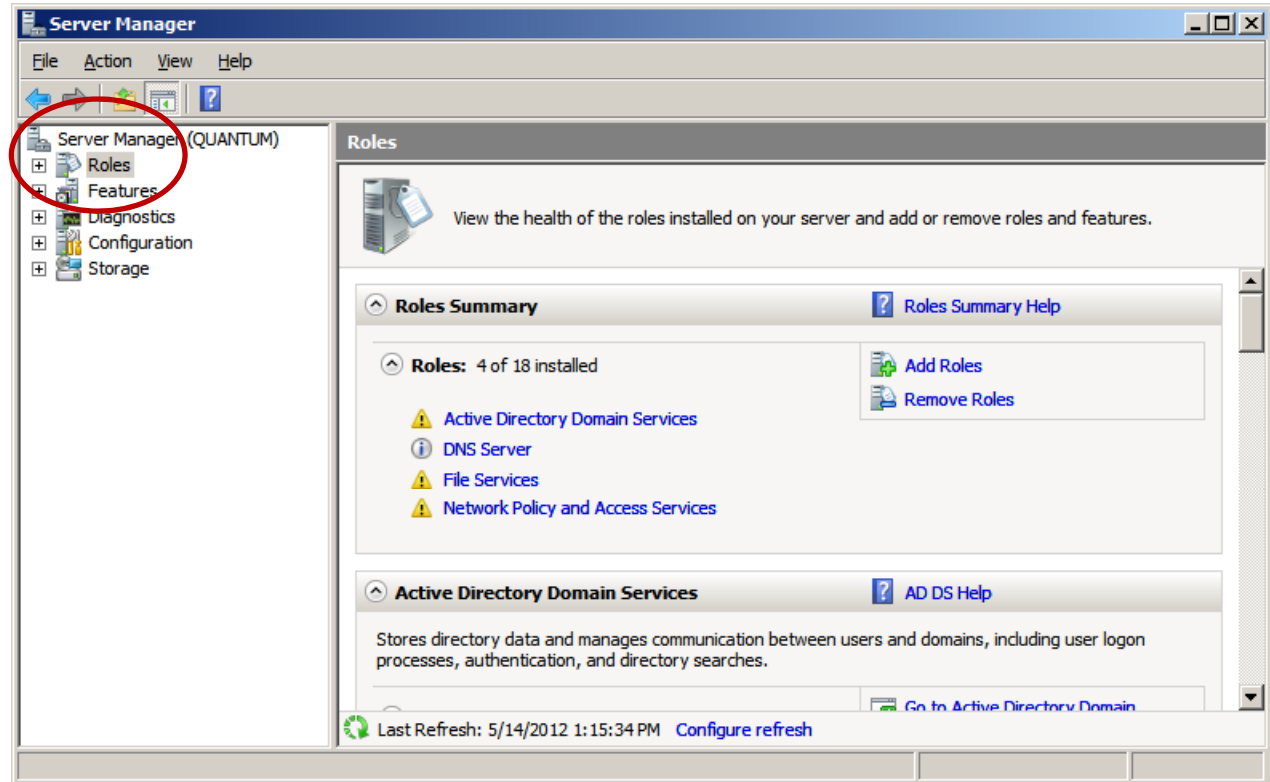 Server Manager
File Action View Help
Server Manager (QUANTUM)
Roles
Features
Diagnostics
Configuration
Storage
Roles
View the health of the roles installed on your server and add or remove roles and features.
Roles Summary
Roles Summary Help
Roles: 4 of 18 installed
Add Roles
Remove Roles
Active Directory Domain Services
DNS Server
File Services
Network Policy and Access Services
Active Directory Domain Services
AD DS Help
Stores directory data and manages communication between users and domains, including user logon
processes, authentication, and directory searches.
Go to Active Directory Domain
Last Refresh: 5/14/2012 1:15:34 PM Configure refresh